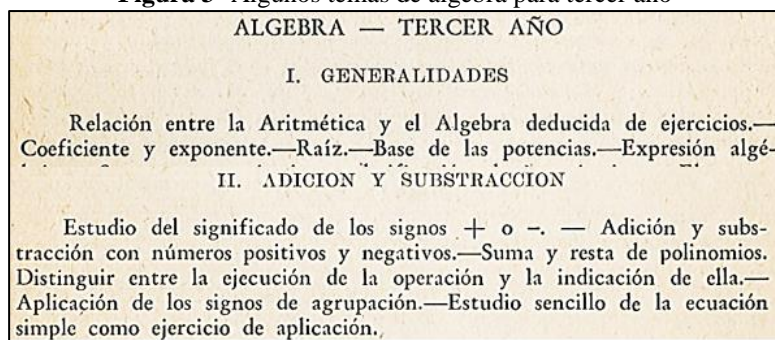 Figura 3 Algunos temas de álgebra para tercer año
ALGEBRA — TERCER AÑO
I. GENERALIDADES
Relación entre la Aritmética y el Algebra deducida de ejercicios.—
Coeficiente y exponente.—Raíz.—Base de las potencias.—Expresión algé-
II. ADICION Y SUBSTRACCION
Estudio del significado de los signos + o -. — Adición y subs-
tracción con números positivos y negativos.—Suma y resta de polinomios.
Distinguir entre la ejecución de la operación y la indicación de ella.—
Aplicación de los signos de agrupación.—Estudio sencillo de la ecuación
simple como ejercicio de aplicación.